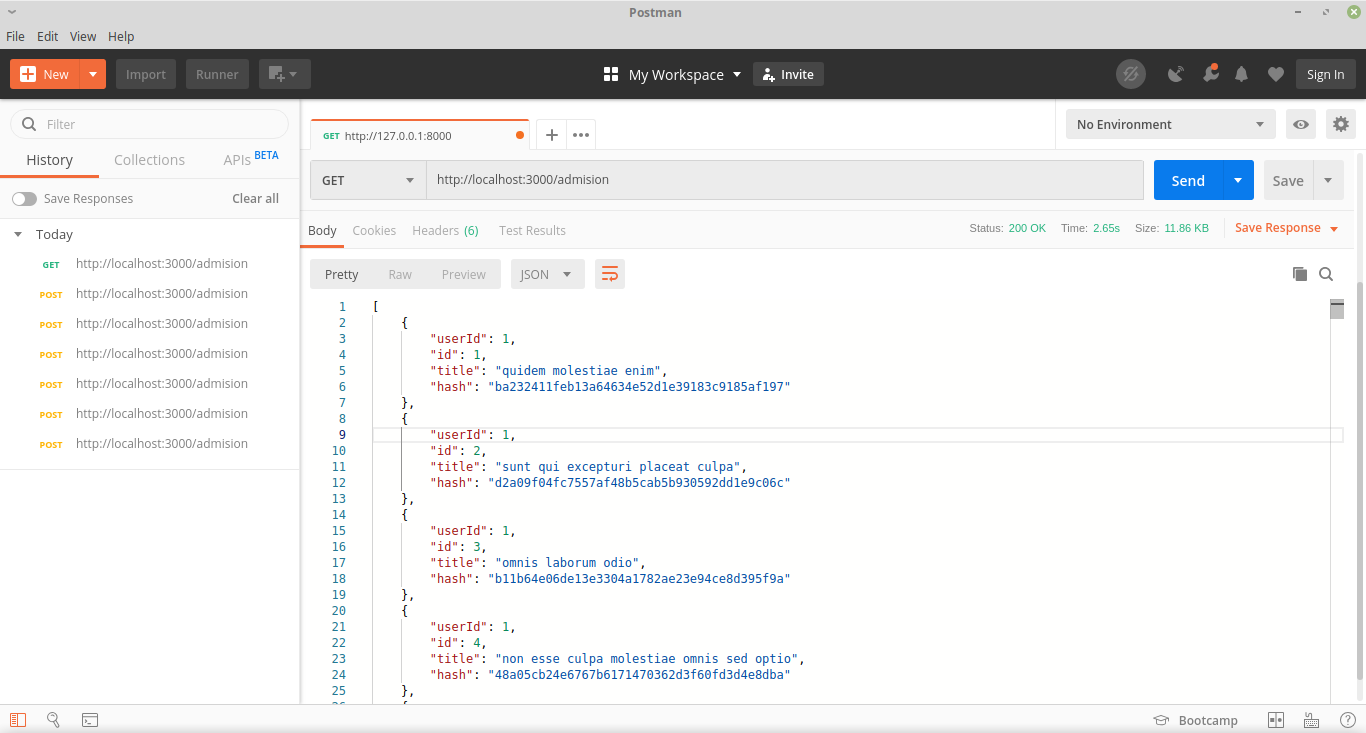 Postman
File Edit View Help
New Import Runner My Workspace Invite Sign In
Filter
History Collections APIs BETA
Save Responses Clear all
Today
GET http://localhost:3000/admision
POST http://localhost:3000/admision
POST http://localhost:3000/admision
POST http://localhost:3000/admision
POST http://localhost:3000/admision
POST http://localhost:3000/admision
POST http://localhost:3000/admision
GET http://127.0.0.1:8000
No Environment
GET http://localhost:3000/admision Send Save
Body Cookies Headers (6) Test Results Status: 200 OK Time: 2.65s Size: 11.86 KB Save Response
Pretty Raw Preview JSON
1 [
2 {
3 "userId": 1,
4 "id": 1,
5 "title": "quidem molestiae enim",
6 "hash": "ba232411feb13a64634e52d1e39183c9185af197"
7 },
8 {
9 "userId": 1,
10 "id": 2,
11 "title": "sunt qui excepturi placeat culpa",
12 "hash": "d2a09f04fc7557af48b5cab5b930592dd1e9c06c"
13 },
14 {
15 "userId": 1,
16 "id": 3,
17 "title": "omnis laborum odio",
18 "hash": "b11b64e06de13e3304a1782ae23e94ce8d395f9a"
19 },
20 {
21 "userId": 1,
22 "id": 4,
23 "title": "non esse culpa molestiae omnis sed optio",
24 "hash": "48a05cb24e6767b6171470362d3f60fd3d4e8dba"
25 },
Bootcamp